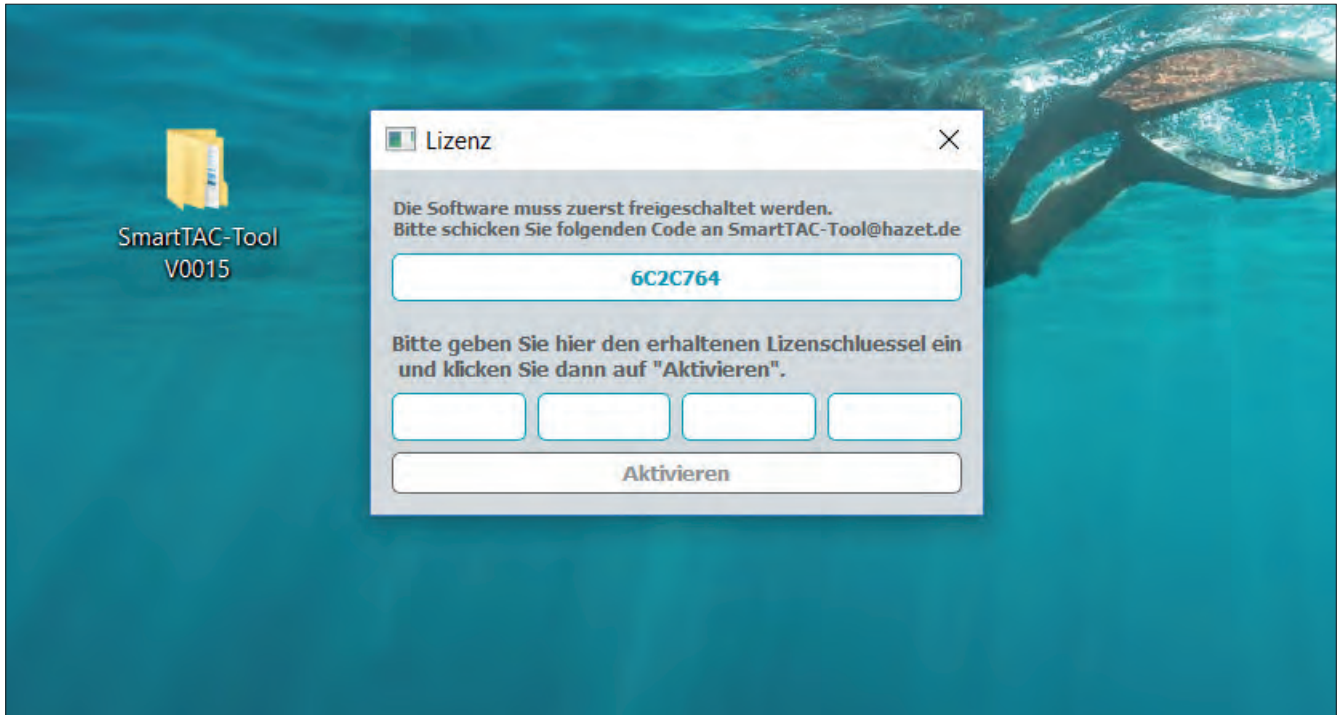 Lizenz
SmartTAC-Tool
V0015
Die Software muss zuerst freigeschaltet werden.
Bitte schicken Sie folgenden Code an SmartTAC-Tool@hazet.de
6C2C764
Bitte geben Sie hier den erhaltenen Lizenschluessel ein
und klicken Sie dann auf "Aktivieren".
Aktivieren